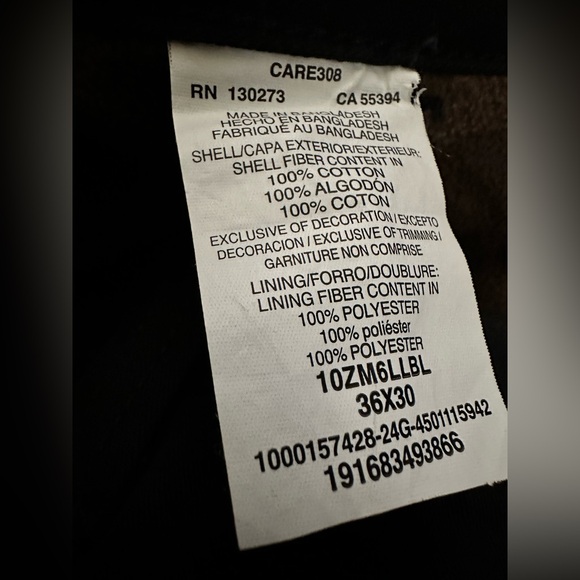 CARE308
RN 130273 CA 55394
MADE IN BANGLADESH
HECHO EN BANGLADESH
FABRIQUÉ AU BANGLADESH
SHELL/CAPA EXTERIOR/EXTERIEUR:
SHELL FIBER CONTENT IN
100% COTTON
100% ALGODÓN
100% COTON
EXCLUSIVE OF DECORATION / EXCEPTO
DECORACION / EXCLUSIVE OF TRIMMING /
GARNITURE NON COMPRISE
LINING/FORRO/DOUBLURE:
LINING FIBER CONTENT IN
100% POLYESTER
100% poliéster
100% POLYESTER
10ZM6LLBL
36X30
1000157428-24G-4501115942
191683493866